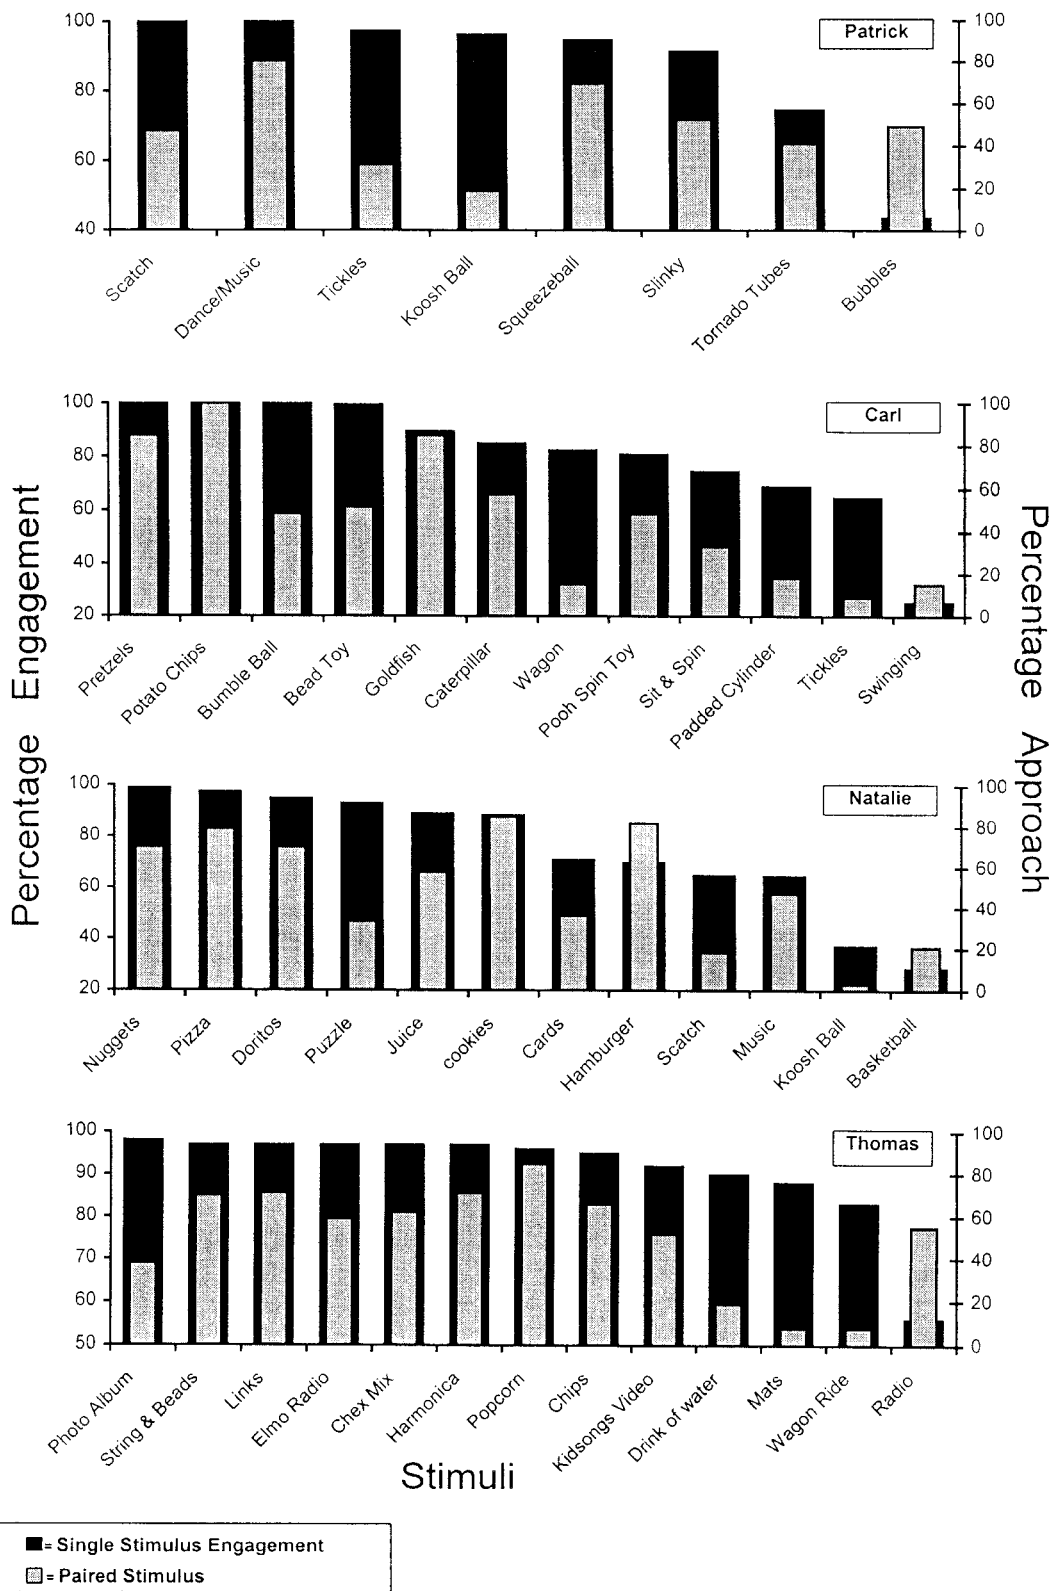 Percentage Engagement
Percentage Approach
Patrick
100
80
60
40
100
80
60
40
20
0
Scatch
Dance/Music
Tickles
Koosh Ball
Squeezeball
Slinky
Tornado Tubes
Bubbles
Carl
100
80
60
40
20
100
80
60
40
20
0
Pretzels
Potato Chips
Bumble Ball
Bead Toy
Goldfish
Caterpillar
Wagon
Pooh Spin Toy
Sit & Spin
Padded Cylinder
Tickles
Swinging
Natalie
100
80
60
40
20
100
80
60
40
20
0
Nuggets
Pizza
Doritos
Puzzle
Juice
cookies
Cards
Hamburger
Scatch
Music
Koosh Ball
Basketball
Thomas
100
90
80
70
60
50
100
80
60
40
20
0
Photo Album
String & Beads
Links
Elmo Radio
Chex Mix
Harmonica
Popcorn
Chips
Kidsongs Video
Drink of water
Mats
Wagon Ride
Radio
Stimuli
= Single Stimulus Engagement
= Paired Stimulus